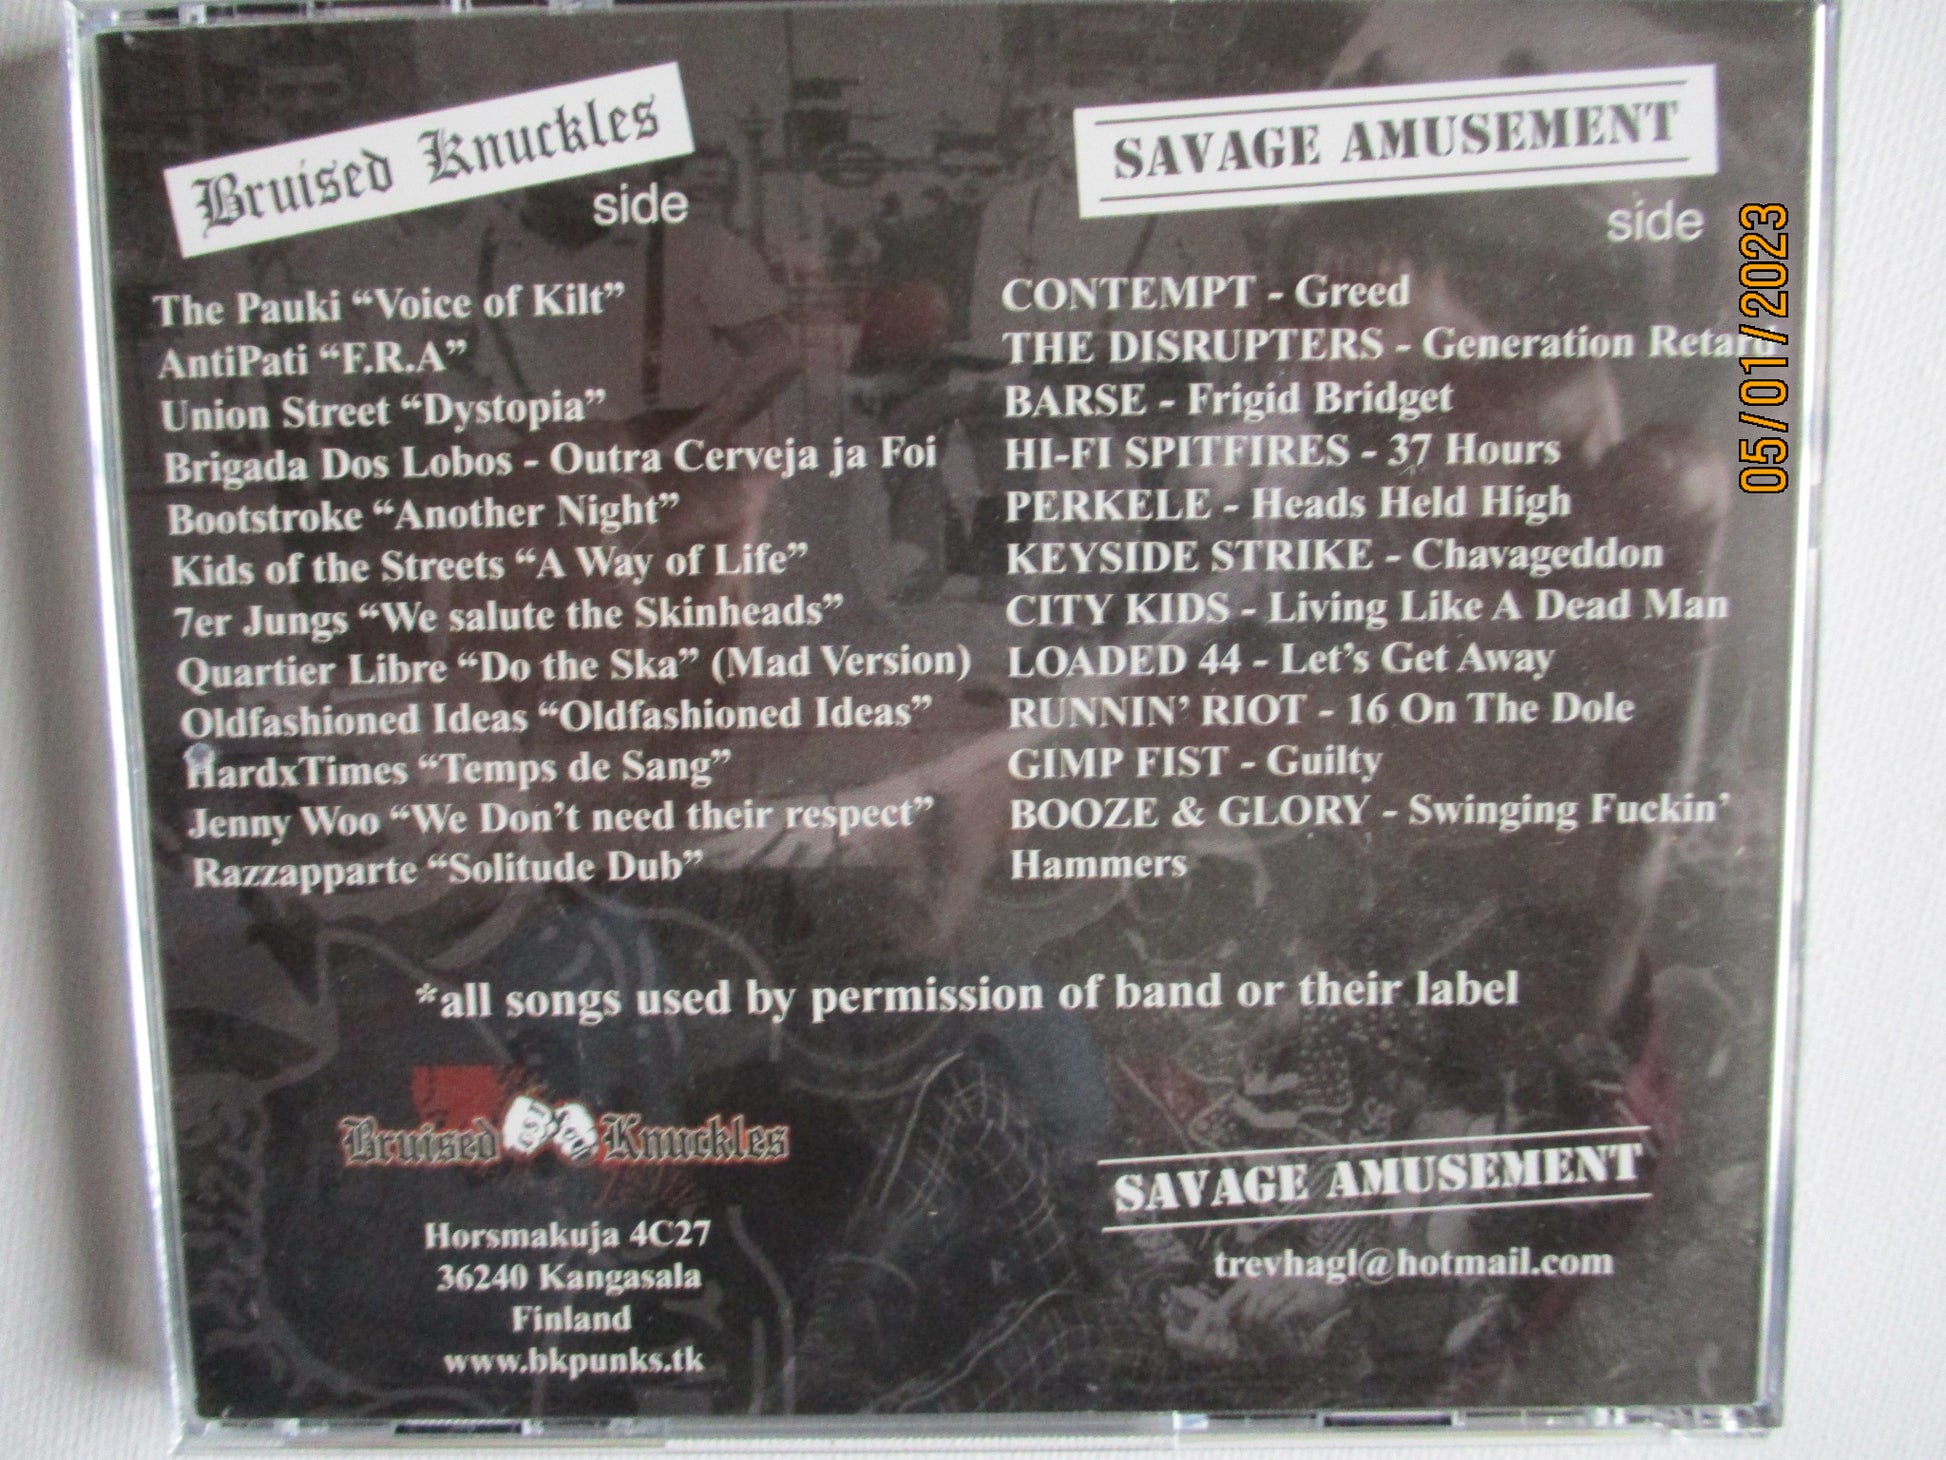 Bruised Knuckles
side
The Pauki “Voice of Kilt”
AntiPati “F.R.A”
Union Street “Dystopia”
Brigada Dos Lobos - Outra Cerveja ja Foi
Bootstroke “Another Night”
Kids of the Streets “A Way of Life”
7er Jungs “We salute the Skinheads”
Quartier Libre “Do the Ska” (Mad Version)
Oldfashioned Ideas “Oldfashioned Ideas”
HardxTimes “Temps de Sang”
Jenny Woo “We Don’t need their respect”
Razzapparte “Solitude Dub”
SAVAGE AMUSEMENT
side
CONTEMPT - Greed
THE DISRUPTERS - Generation Retard
BARSE - Frigid Bridget
HI-FI SPITFIRES - 37 Hours
PERKELE - Heads Held High
KEYSIDE STRIKE - Chavageddon
CITY KIDS - Living Like A Dead Man
LOADED 44 - Let’s Get Away
RUNNIN’ RIOT - 16 On The Dole
GIMP FIST - Guilty
BOOZE & GLORY - Swinging Fuckin’
Hammers
05/01/2023
*all songs used by permission of band or their label
Bruised Knuckles
Horsmakuja 4C27
36240 Kangasala
Finland
www.bkpunks.tk
SAVAGE AMUSEMENT
trevhagl@hotmail.com